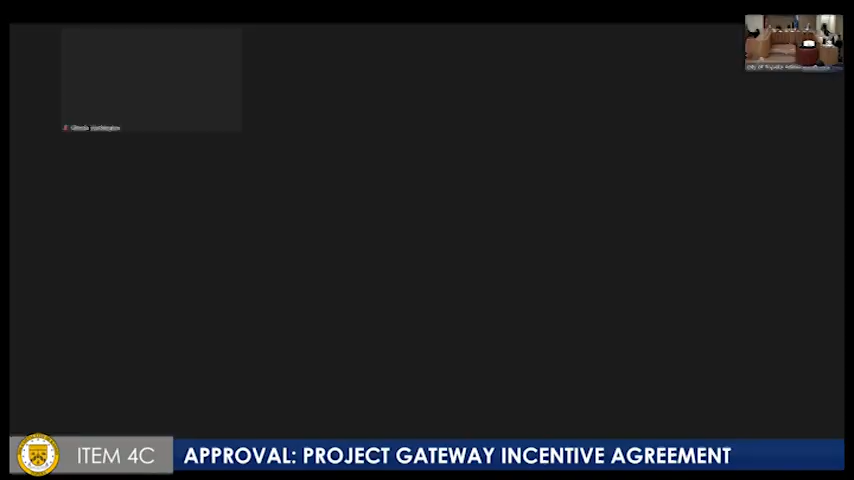 ITEM 4C
APPROVAL: PROJECT GATEWAY INCENTIVE AGREEMENT